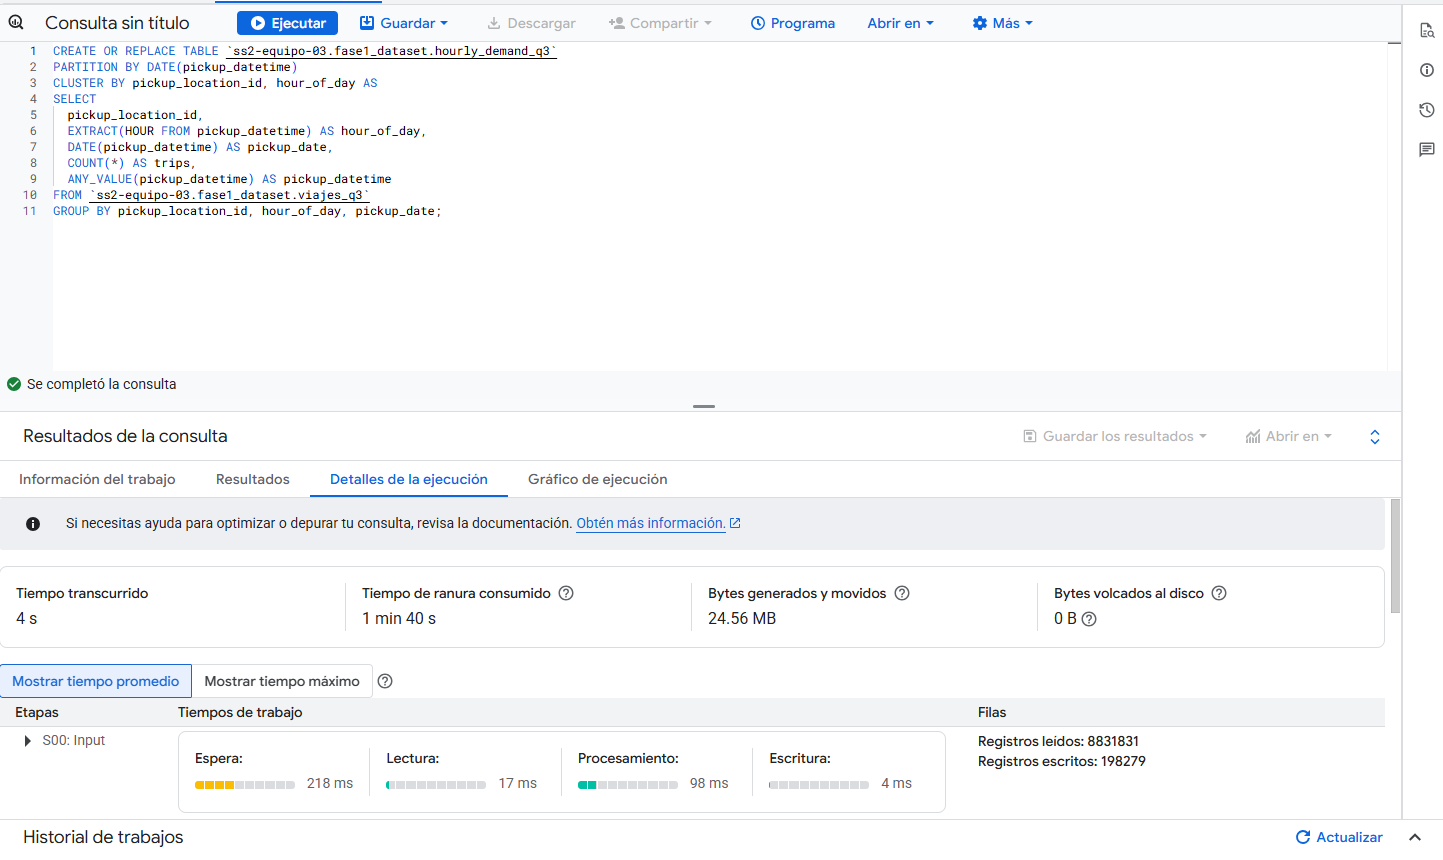 Consulta sin título
Ejecutar
Guardar
Descargar
Compartir
Programa
Abrir en
Más
1 CREATE OR REPLACE TABLE `ss2-equipo-03.fase1_dataset.hourly_demand_q3`
2 PARTITION BY DATE(pickup_datetime)
3 CLUSTER BY pickup_location_id, hour_of_day AS
4 SELECT
5 pickup_location_id,
6 EXTRACT(HOUR FROM pickup_datetime) AS hour_of_day,
7 DATE(pickup_datetime) AS pickup_date,
8 COUNT(*) AS trips,
9 ANY_VALUE(pickup_datetime) AS pickup_datetime
10 FROM `ss2-equipo-03.fase1_dataset.viajes_q3`
11 GROUP BY pickup_location_id, hour_of_day, pickup_date;
Se completó la consulta
Resultados de la consulta
Guardar los resultados
Abrir en
Información del trabajo
Resultados
Detalles de la ejecución
Gráfico de ejecución
Si necesitas ayuda para optimizar o depurar tu consulta, revisa la documentación. Obtén más información.
Tiempo transcurrido
4 s
Tiempo de ranura consumido
1 min 40 s
Bytes generados y movidos
24.56 MB
Bytes volcados al disco
0 B
Mostrar tiempo promedio
Mostrar tiempo máximo
Etapas
Tiempos de trabajo
Filas
S00: Input
Espera:
218 ms
Lectura:
17 ms
Procesamiento:
98 ms
Escritura:
4 ms
Registros leídos: 8831831
Registros escritos: 198279
Historial de trabajos
Actualizar